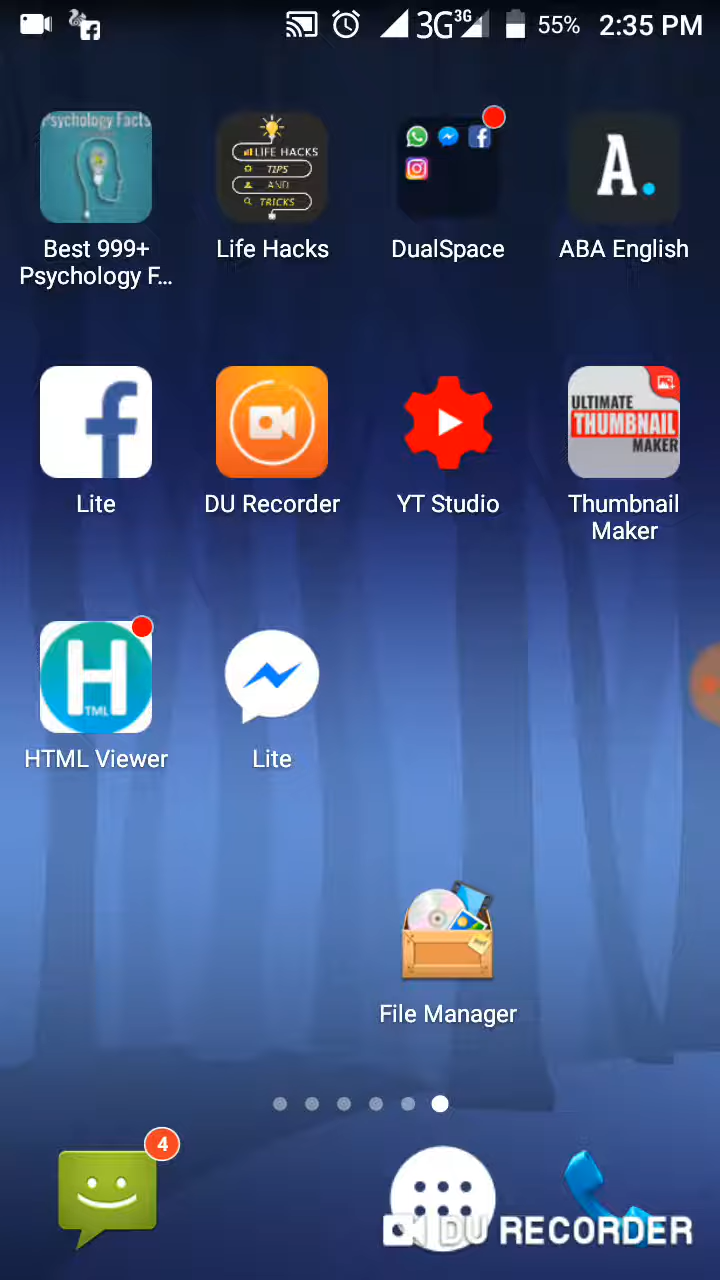 3G 3G 55% 2:35 PM
Psychology Facts
LIFE HACKS
TIPS
AND
TRICKS
A.
Best 999+
Psychology F...
Life Hacks
DualSpace
ABA English
f
ULTIMATE
THUMBNAIL
MAKER
Lite
DU Recorder
YT Studio
Thumbnail
Maker
H
TML
HTML Viewer
Lite
File Manager
4
DU RECORDER